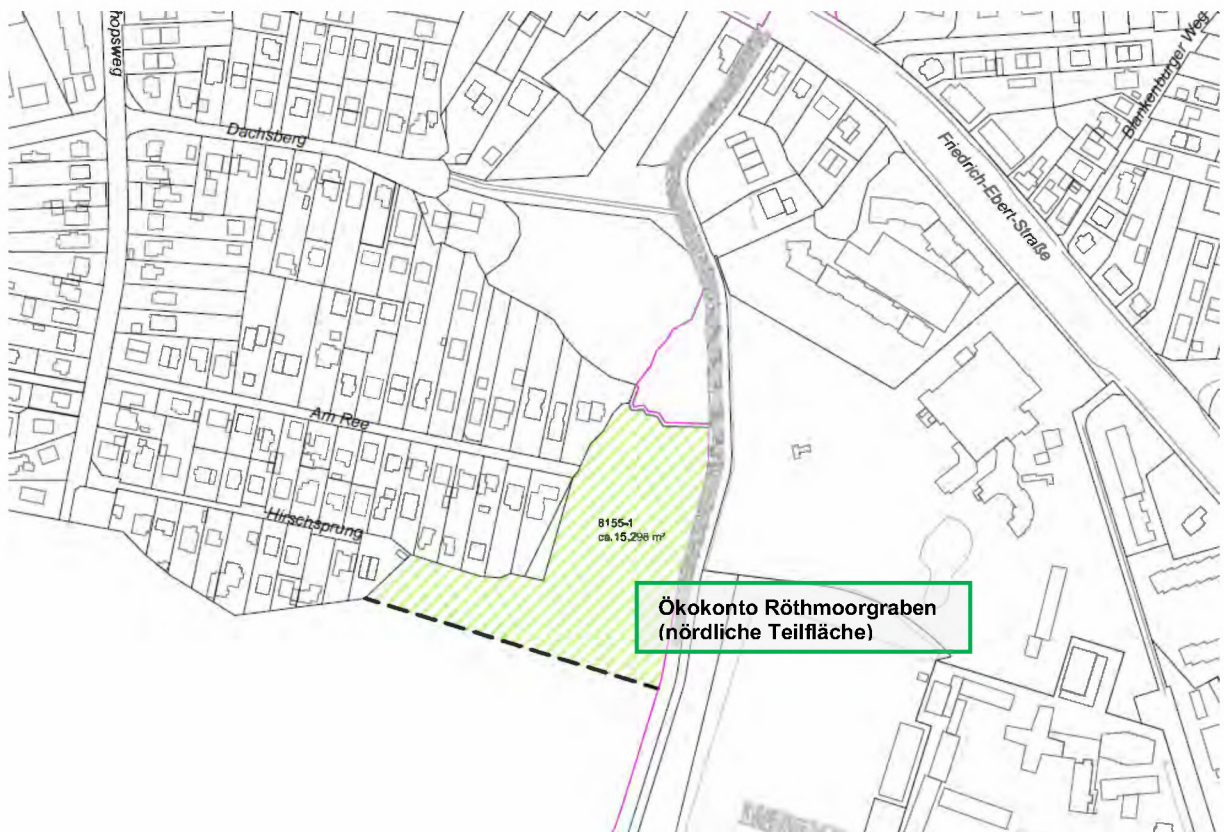 hopsweg
Dachsberg
Friedrich-Ebert-Straße
Blankenburger Weg
Am Ree
Hirschsprung
8155-1
ca. 15.298 m²
Ökokonto Röthmoorgraben
(nördliche Teilfläche)